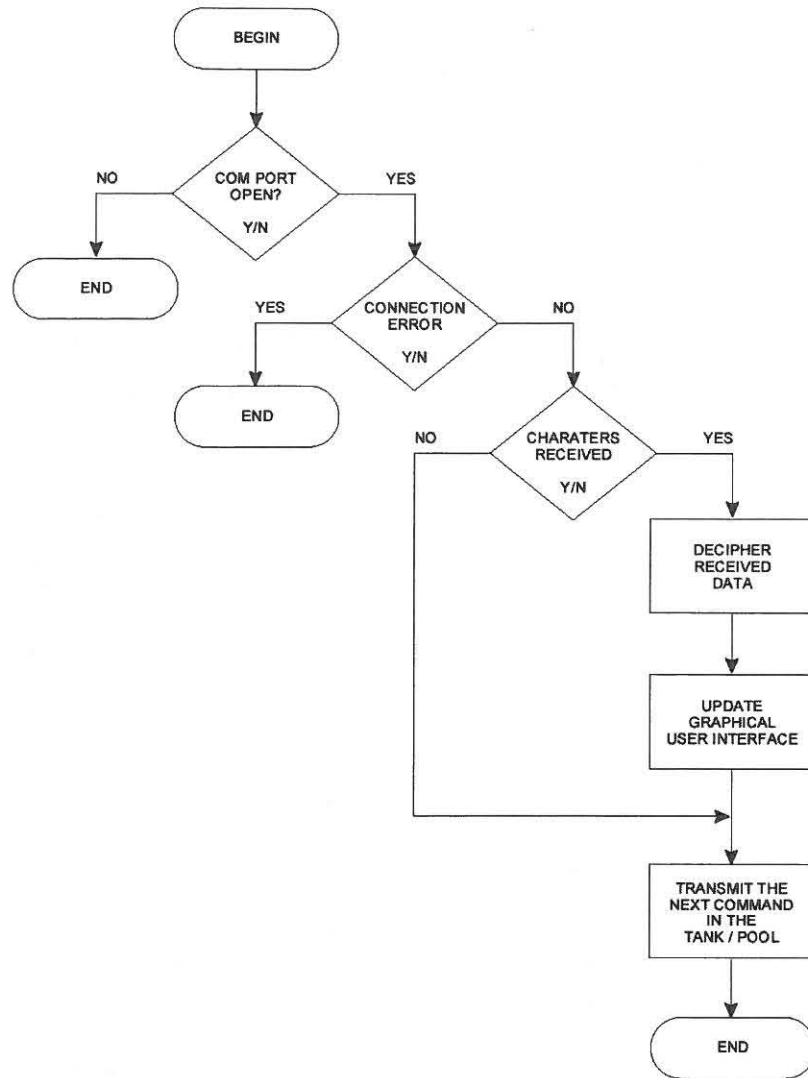 BEGIN
COM PORT
OPEN?
Y/N
NO
YES
END
CONNECTION
ERROR
Y/N
YES
NO
END
CHARATERS
RECEIVED
Y/N
NO
YES
DECIPHER
RECEIVED
DATA
UPDATE
GRAPHICAL
USER INTERFACE
TRANSMIT THE
NEXT COMMAND
IN THE
TANK / POOL
END